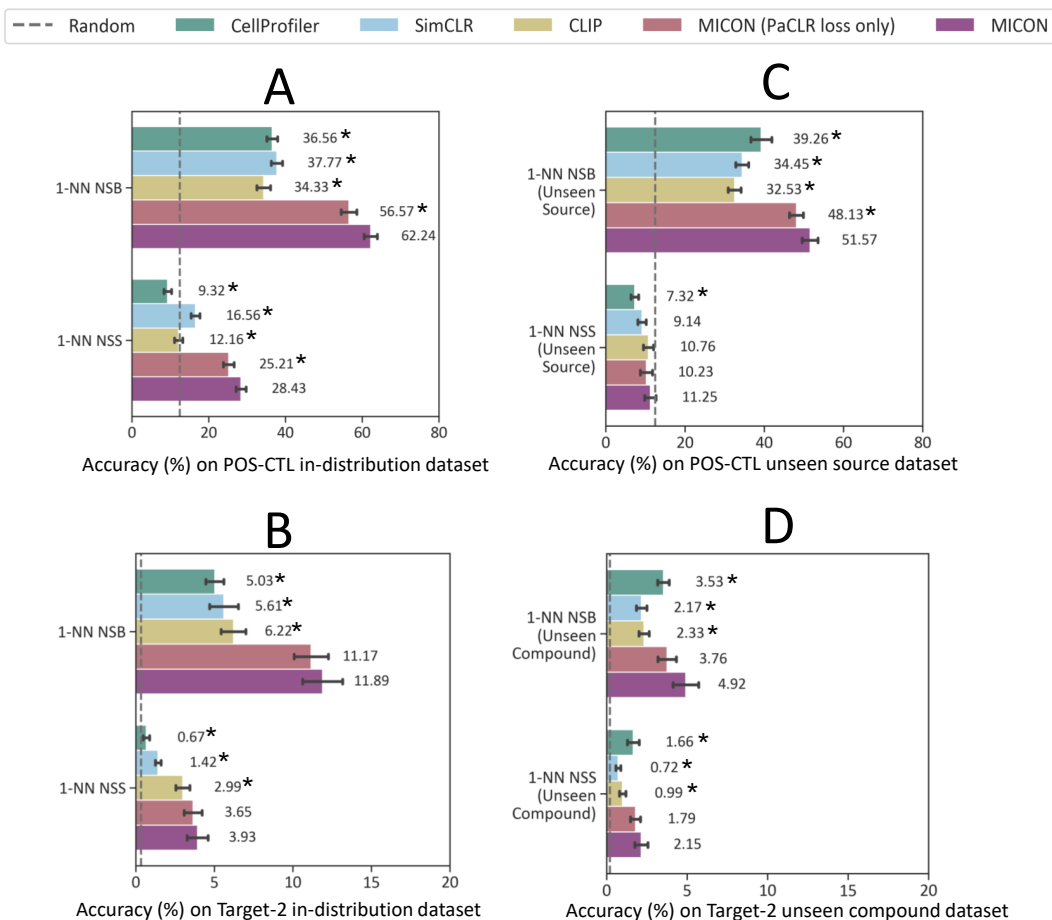 Random CellProfiler SimCLR CLIP MICON (PaCLR loss only) MICON
A
1-NN NSB
36.56 *
37.77 *
34.33 *
56.57 *
62.24
1-NN NSS
9.32 *
16.56 *
12.16 *
25.21 *
28.43
0 20 40 60 80
Accuracy (%) on POS-CTL in-distribution dataset
C
1-NN NSB
(Unseen
Source)
39.26 *
34.45 *
32.53 *
48.13 *
51.57
1-NN NSS
(Unseen
Source)
7.32 *
9.14
10.76
10.23
11.25
0 20 40 60 80
Accuracy (%) on POS-CTL unseen source dataset
B
1-NN NSB
5.03 *
5.61 *
6.22 *
11.17
11.89
1-NN NSS
0.67 *
1.42 *
2.99 *
3.65
3.93
0 5 10 15 20
Accuracy (%) on Target-2 in-distribution dataset
D
1-NN NSB
(Unseen
Compound)
3.53 *
2.17 *
2.33 *
3.76
4.92
1-NN NSS
(Unseen
Compound)
1.66 *
0.72 *
0.99 *
1.79
2.15
0 5 10 15 20
Accuracy (%) on Target-2 unseen compound dataset